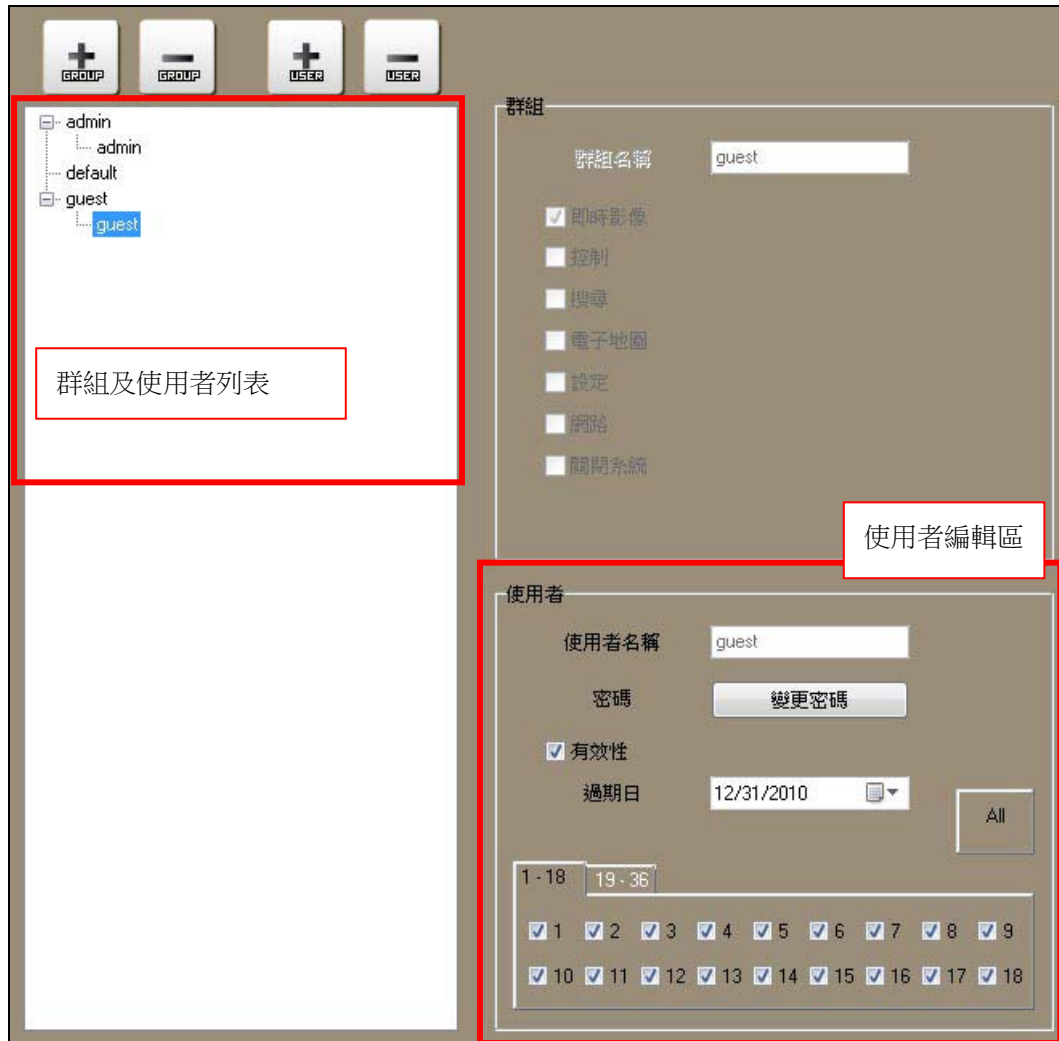 GROUP GROUP USER USER
admin
admin
default
guest
guest
群組及使用者列表
群組
群組名稱 guest
即時影像
控制
搜尋
電子地圖
設定
網路
關閉系統
使用者編輯區
使用者
使用者名稱 guest
密碼 變更密碼
有效性
過期日 12/31/2010
All
1 - 18 19 - 36
1 2 3 4 5 6 7 8 9
10 11 12 13 14 15 16 17 18